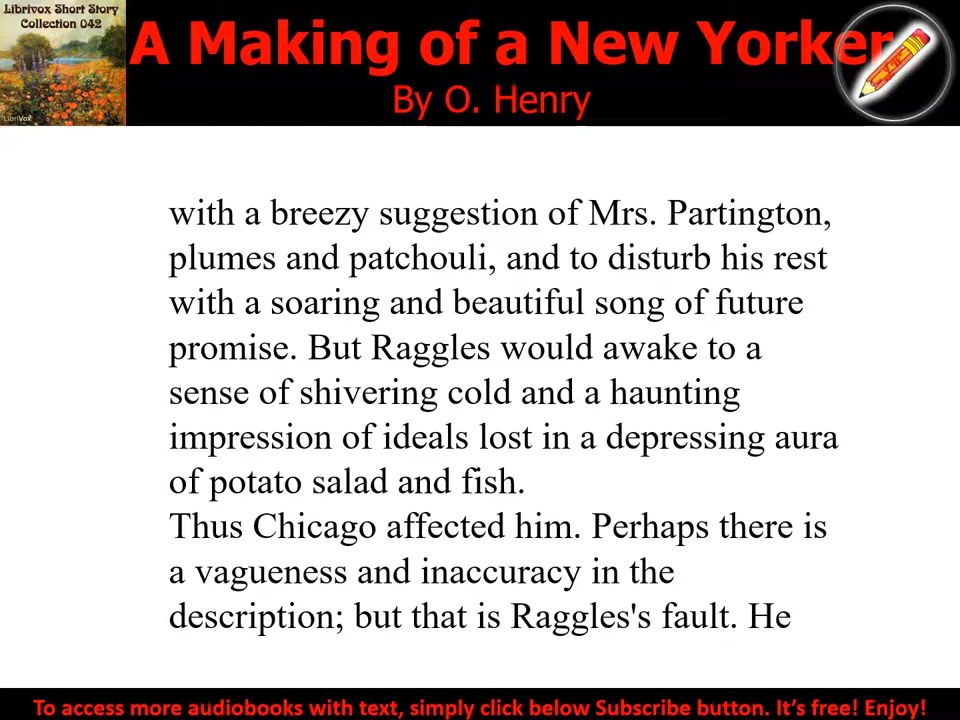 Librivox Short Story
Collection 042
LibriVox
A Making of a New Yorker
By O. Henry
with a breezy suggestion of Mrs. Partington,
plumes and patchouli, and to disturb his rest
with a soaring and beautiful song of future
promise. But Raggles would awake to a
sense of shivering cold and a haunting
impression of ideals lost in a depressing aura
of potato salad and fish.
Thus Chicago affected him. Perhaps there is
a vagueness and inaccuracy in the
description; but that is Raggles's fault. He
To access more audiobooks with text, simply click below Subscribe button. It's free! Enjoy!